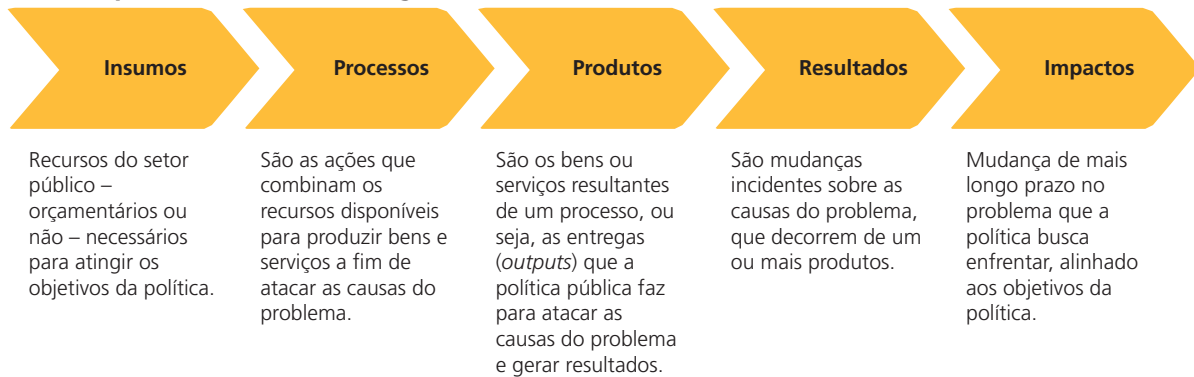 Insumos
Processos
Produtos
Resultados
Impactos
Recursos do setor
público –
orçamentários ou
não – necessários
para atingir os
objetivos da política.
São as ações que
combinam os
recursos disponíveis
para produzir bens e
serviços a fim de
atacar as causas do
problema.
São os bens ou
serviços resultantes
de um processo, ou
seja, as entregas
(outputs) que a
política pública faz
para atacar as
causas do problema
e gerar resultados.
São mudanças
incidentes sobre as
causas do problema,
que decorrem de um
ou mais produtos.
Mudança de mais
longo prazo no
problema que a
política busca
enfrentar, alinhado
aos objetivos da
política.